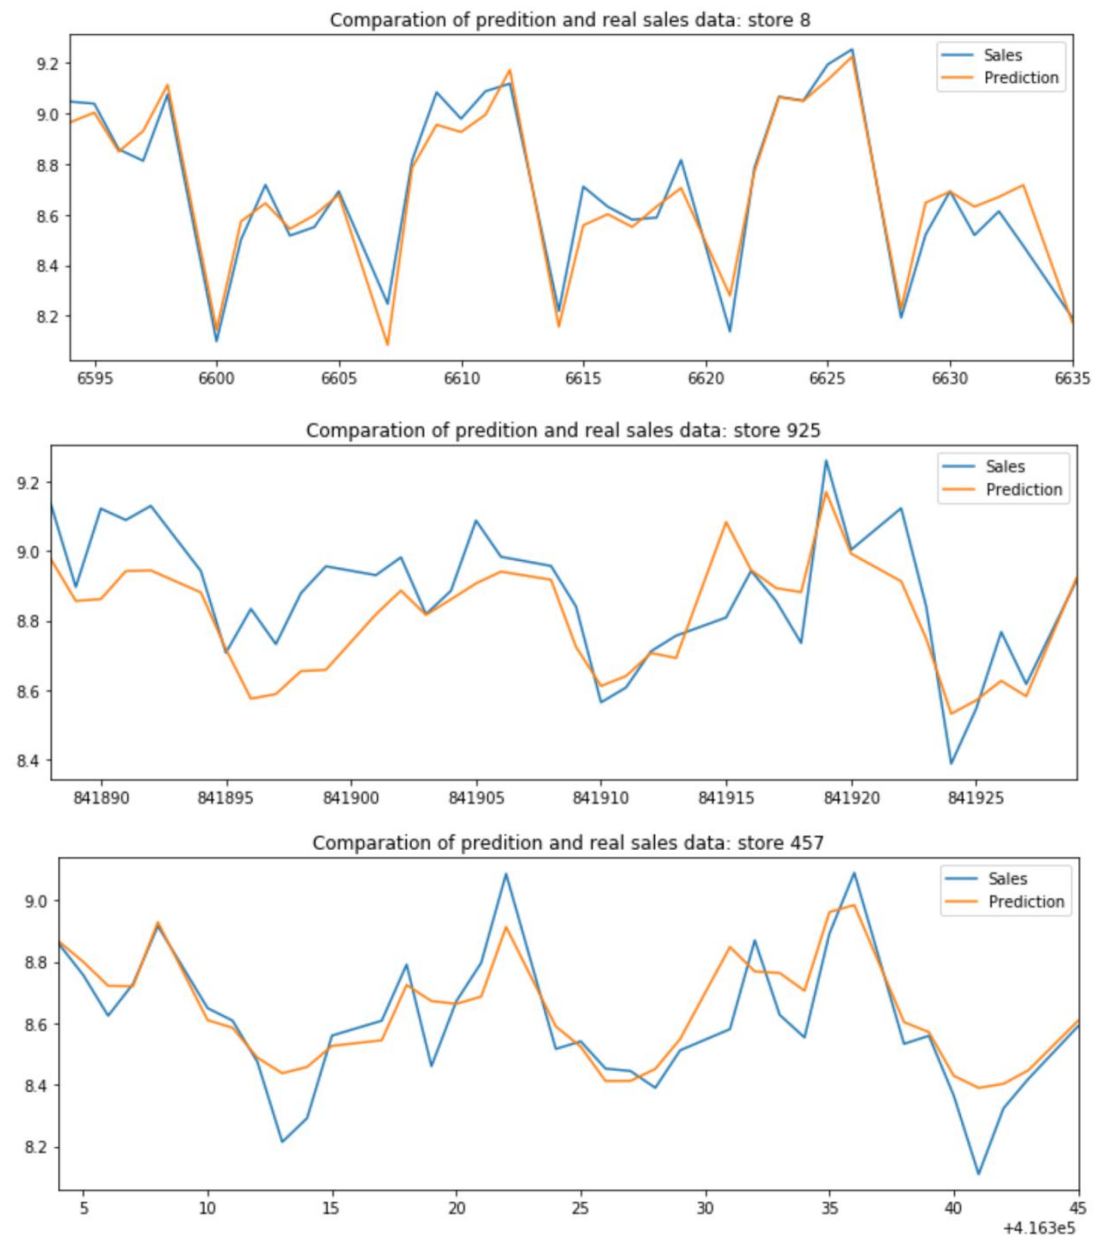 Comparation of predition and real sales data: store 8
Sales
Prediction
9.2
9.0
8.8
8.6
8.4
8.2
6595 6600 6605 6610 6615 6620 6625 6630 6635
Comparation of predition and real sales data: store 925
Sales
Prediction
9.2
9.0
8.8
8.6
8.4
841890 841895 841900 841905 841910 841915 841920 841925
Comparation of predition and real sales data: store 457
Sales
Prediction
9.0
8.8
8.6
8.4
8.2
5 10 15 20 25 30 35 40 45
+4.163e5